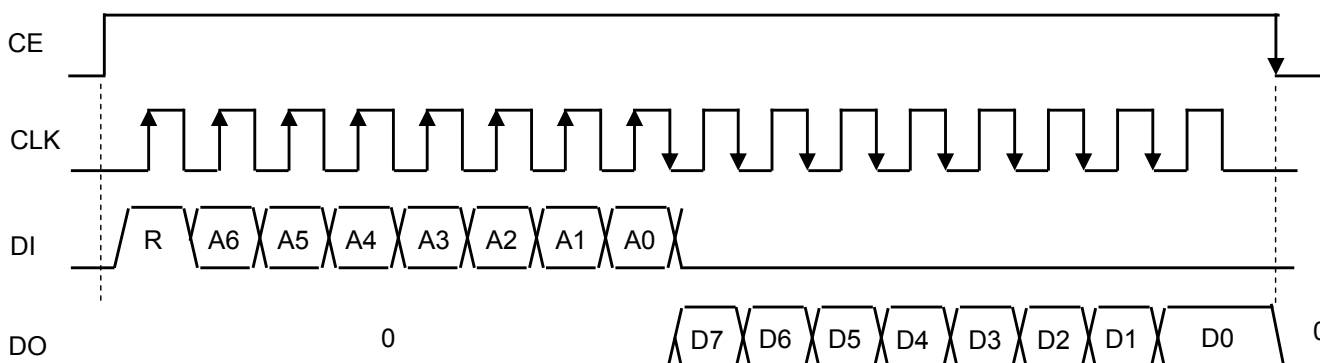 CE
CLK
DI R A6 A5 A4 A3 A2 A1 A0
DO 0 D7 D6 D5 D4 D3 D2 D1 D0 0